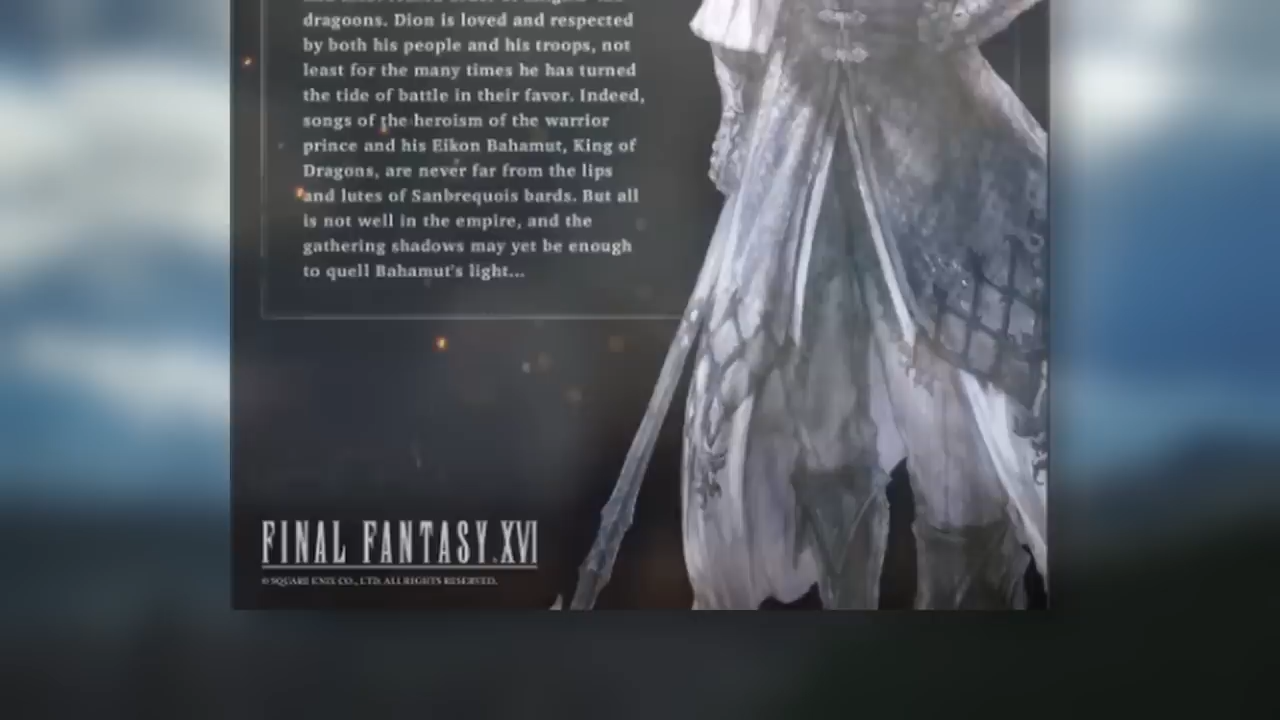 dragoons. Dion is loved and respected
by both his people and his troops, not
least for the many times he has turned
the tide of battle in their favor. Indeed,
songs of the heroism of the warrior
prince and his Eikon Bahamut, King of
Dragons, are never far from the lips
and lutes of Sanbrequois bards. But all
is not well in the empire, and the
gathering shadows may yet be enough
to quell Bahamut's light...
FINAL FANTASY XVI
© SQUARE ENIX CO., LTD. ALL RIGHTS RESERVED.